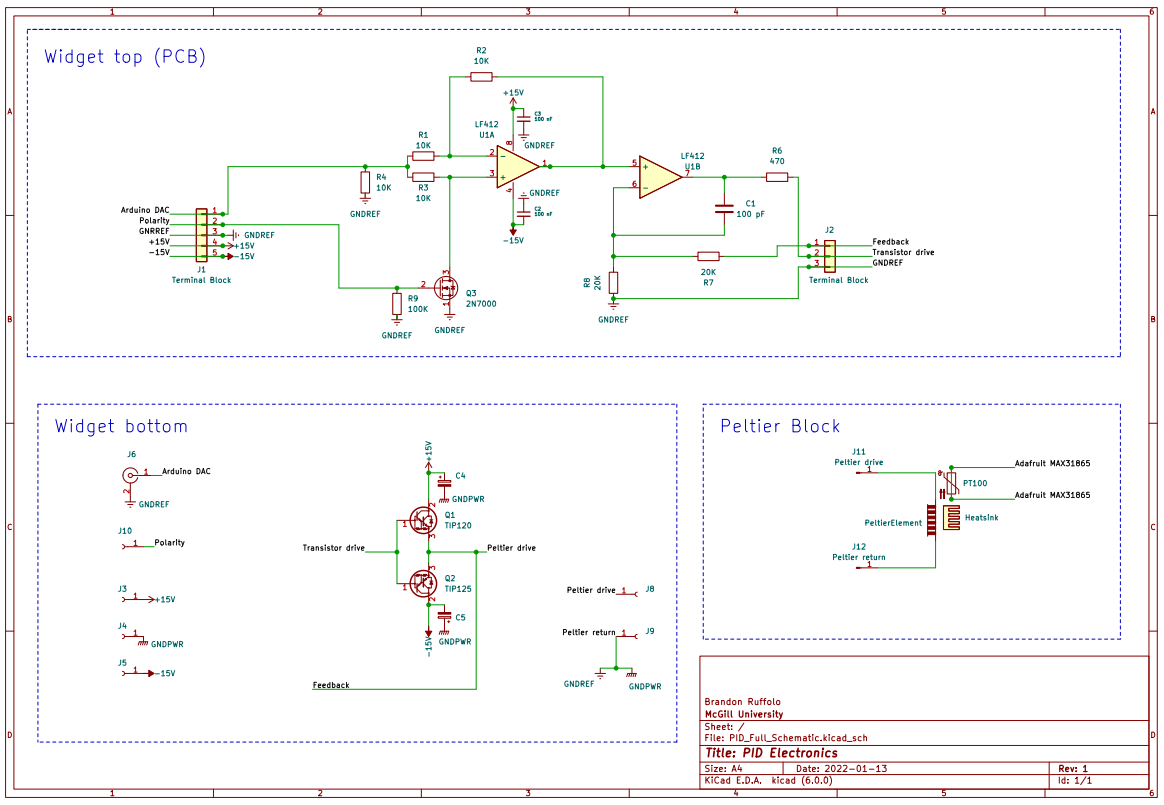 1 2 3 4 5 6
A A
B B
C C
D D
1 2 3 4 5 6
Widget top (PCB)
R2
10K
+15V
C3
100 nF
GNDREF
LF412
U1A
8
2
3
1
4
GNDREF
C2
100 nF
-15V
R1
10K
R3
10K
R4
10K
GNDREF
Arduino DAC
Polarity
GNRREF
+15V
-15V
1
2
3
4
5
GNDREF
+15V
-15V
J1
Terminal Block
R9
100K
GNDREF
2
3
1
Q3
2N7000
GNDREF
LF412
U1B
5
6
7
R6
470
C1
100 pF
20K
R7
R8
20K
GNDREF
J2
1
2
3
Feedback
Transistor drive
GNDREF
Terminal Block
Widget bottom
J6
1
Arduino DAC
2
GNDREF
J10
1
Polarity
J3
1
+15V
J4
1
GNDPWR
J5
1
-15V
+15V
C4
GNDPWR
2
Q1
TIP120
1
3
Transistor drive
Peltier drive
3
Q2
TIP125
1
2
C5
GNDPWR
-15V
Feedback
Peltier drive
1
J8
Peltier return
1
J9
GNDREF
GNDPWR
Peltier Block
J11
Peltier drive
1
Adafruit MAX31865
PT100
Adafruit MAX31865
PeltierElement
Heatsink
J12
Peltier return
1
Brandon Ruffolo
McGill University
Sheet: /
File: PID_Full_Schematic.kicad_sch
Title: PID Electronics
Size: A4 Date: 2022-01-13 Rev: 1
KiCad E.D.A. kicad (6.0.0) Id: 1/1